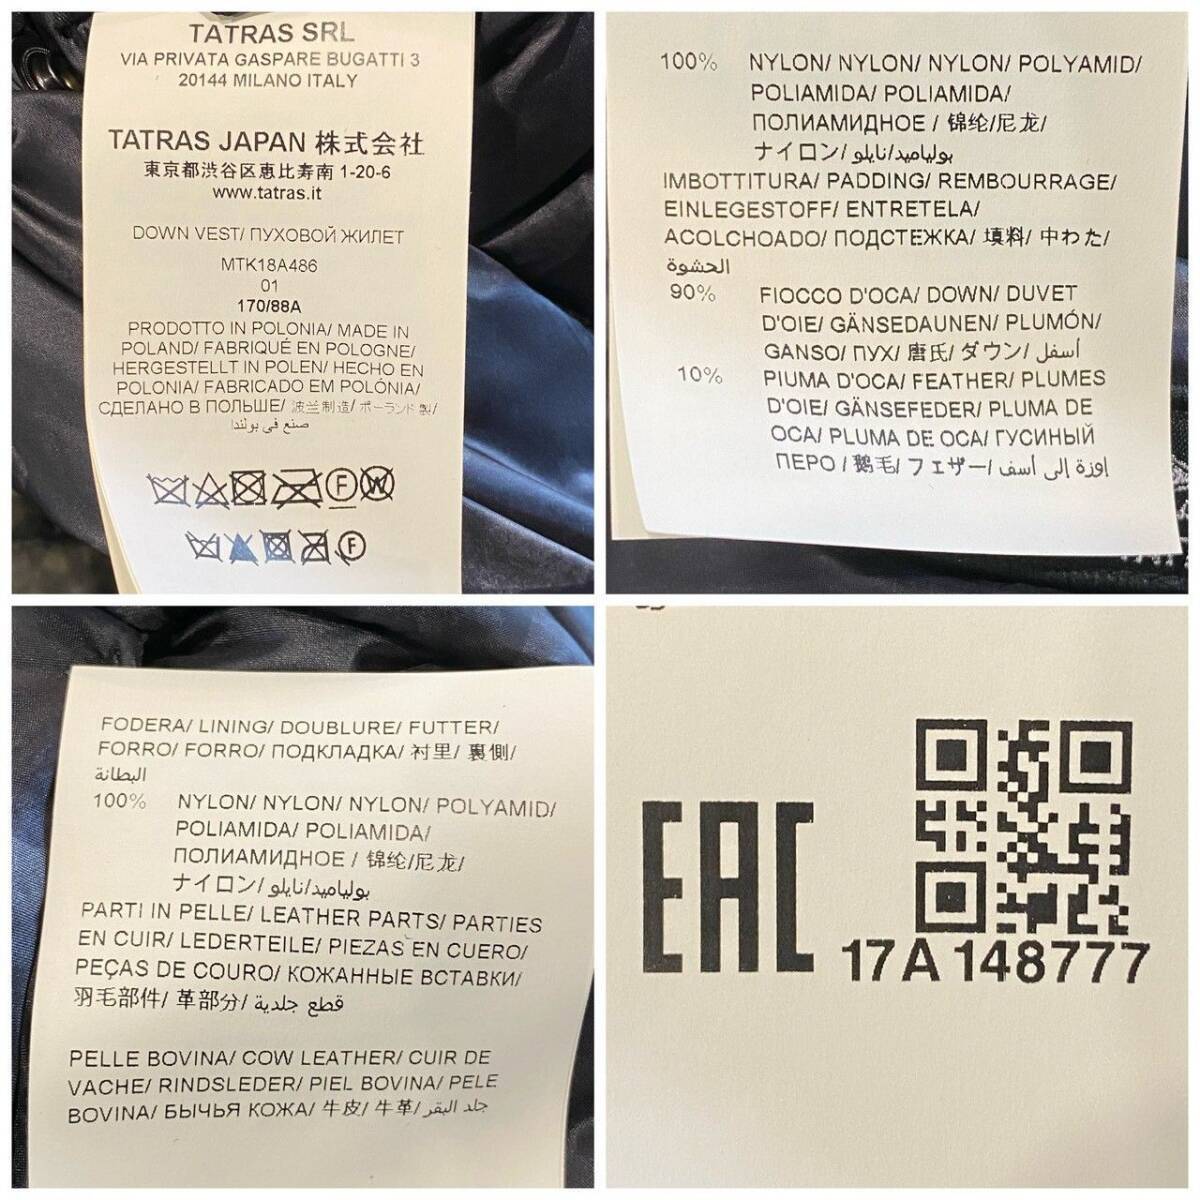 TATRAS SRL
VIA PRIVATA GASPARE BUGATTI 3
20144 MILANO ITALY
TATRAS JAPAN 株式会社
東京都渋谷区恵比寿南 1-20-6
www.tatras.it
DOWN VEST/ ПУХОВОЙ ЖИЛЕТ
MTK18A486
01
170/88A
PRODOTTO IN POLONIA/ MADE IN
POLAND/ FABRIQUÉ EN POLOGNE/
HERGESTELLT IN POLEN/ HECHO EN
POLONIA/ FABRICADO EM POLÓNIA/
СДЕЛАНО В ПОЛЬШЕ/ 波兰制造/ ポーランド製/
صنع في بولندا
F W
F
100% NYLON/ NYLON/ NYLON/ POLYAMID/
POLIAMIDA/ POLIAMIDA/
ПОЛИАМИДНОЕ / 锦纶/尼龙/
ナイロン/ بولياميد/نايلو
IMBOTTITURA/ PADDING/ REMBOURRAGE/
EINLEGESTOFF/ ENTRETELA/
ACOLCHOADO/ ПОДСТЕЖКА/ 填料/ 中わた/
الحشوة
90% FIOCCO D'OCA/ DOWN/ DUVET
D'OIE/ GÄNSEDAUNEN/ PLUMÓN/
GANSO/ ПУХ/ 唐氏/ ダウン/ أسفل
10% PIUMA D'OCA/ FEATHER/ PLUMES
D'OIE/ GÄNSEFEDER/ PLUMA DE
OCA/ PLUMA DE OCA/ ГУСИНЫЙ
ПЕРО / 鹅毛/ フェザー/ اوزة إلى أسف
FODERA/ LINING/ DOUBLURE/ FUTTER/
FORRO/ FORRO/ ПОДКЛАДКА/ 衬里/ 裏側/
البطانة
100% NYLON/ NYLON/ NYLON/ POLYAMID/
POLIAMIDA/ POLIAMIDA/
ПОЛИАМИДНОЕ / 锦纶/尼龙/
ナイロン/ بولياميد/نايلو
PARTI IN PELLE/ LEATHER PARTS/ PARTIES
EN CUIR/ LEDERTEILE/ PIEZAS EN CUERO/
PEÇAS DE COURO/ КОЖАННЫЕ ВСТАВКИ/
羽毛部件/ 革部分/ قطع جلدية
PELLE BOVINA/ COW LEATHER/ CUIR DE
VACHE/ RINDSLEDER/ PIEL BOVINA/ PELE
BOVINA/ БЫЧЬЯ КОЖА/ 牛皮/ 牛革/ جلد البقر
EAC
17A148777